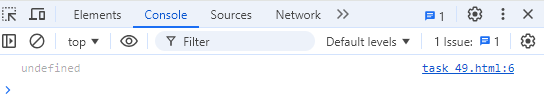 Elements Console Sources Network >> 1
top Filter Default levels 1 Issue: 1
undefined task 49.html:6
>